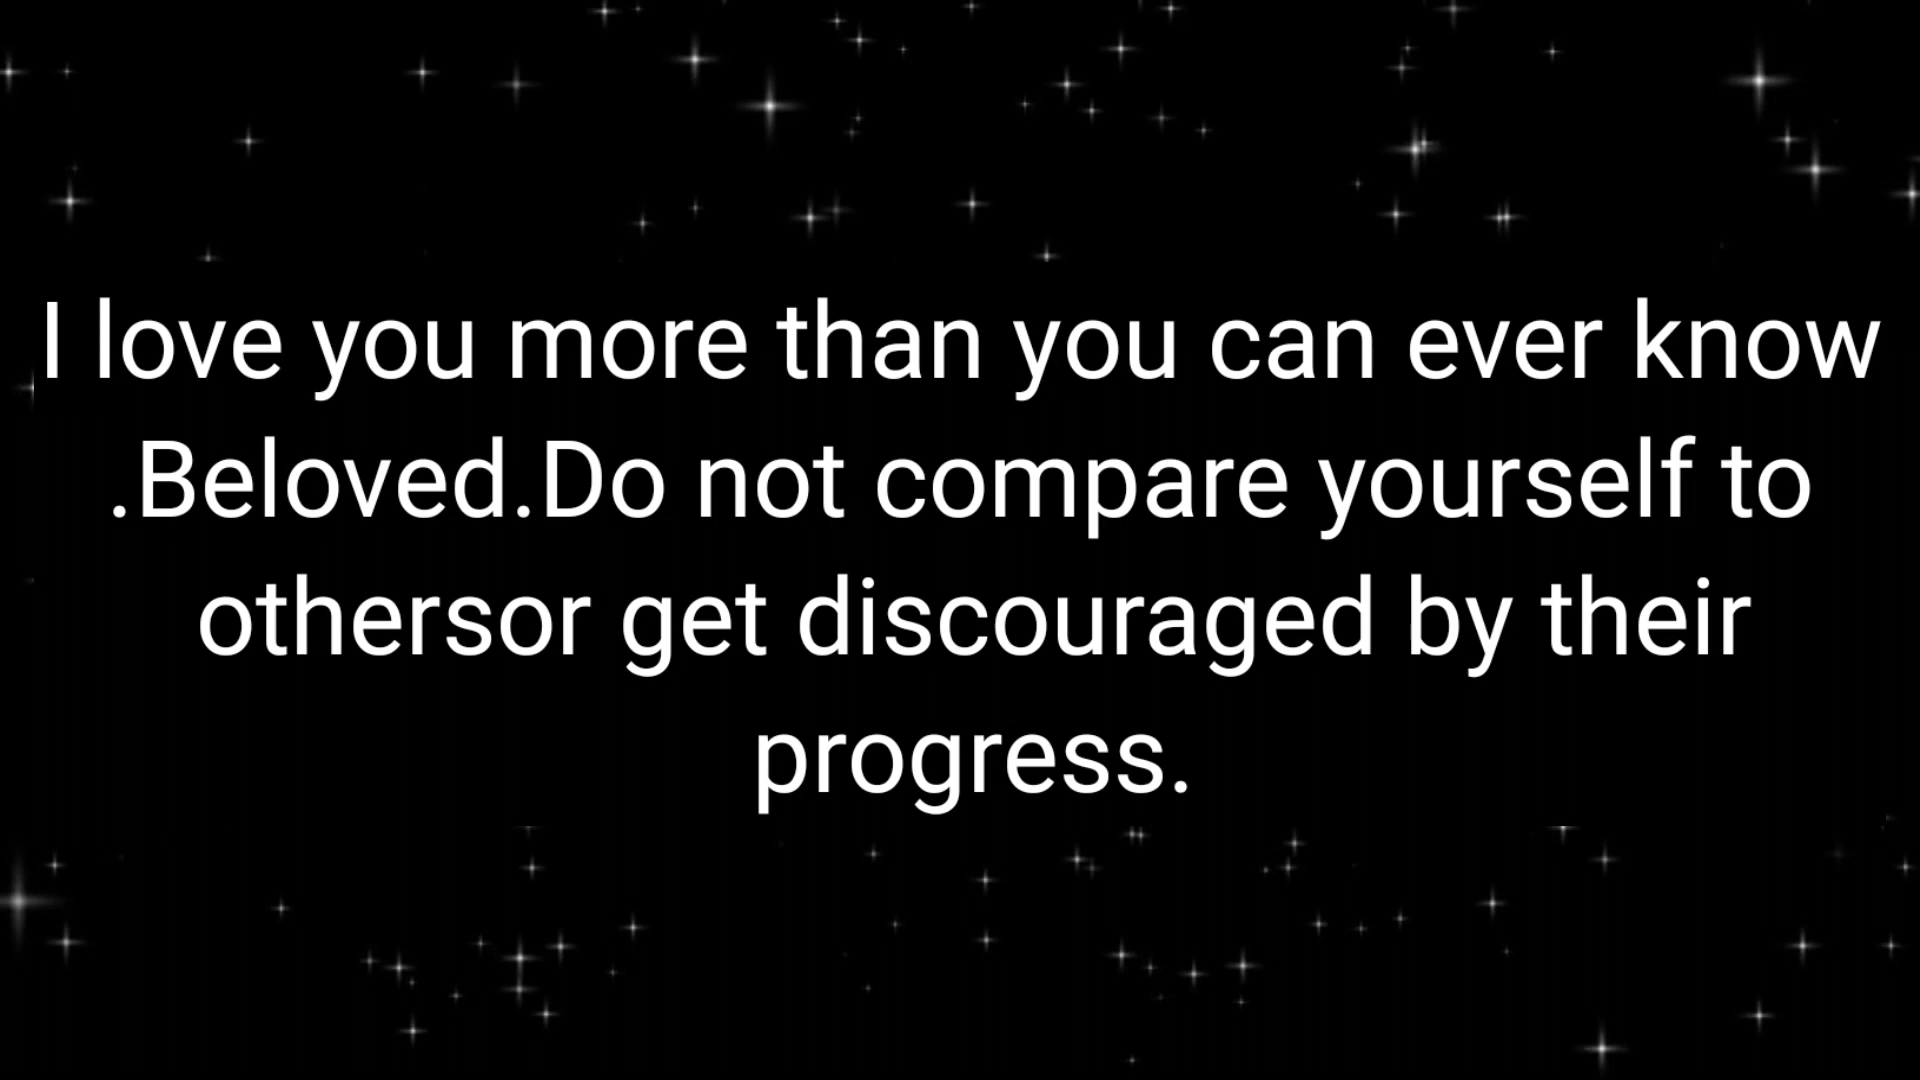 I love you more than you can ever know
.Beloved.Do not compare yourself to
othersor get discouraged by their
progress.